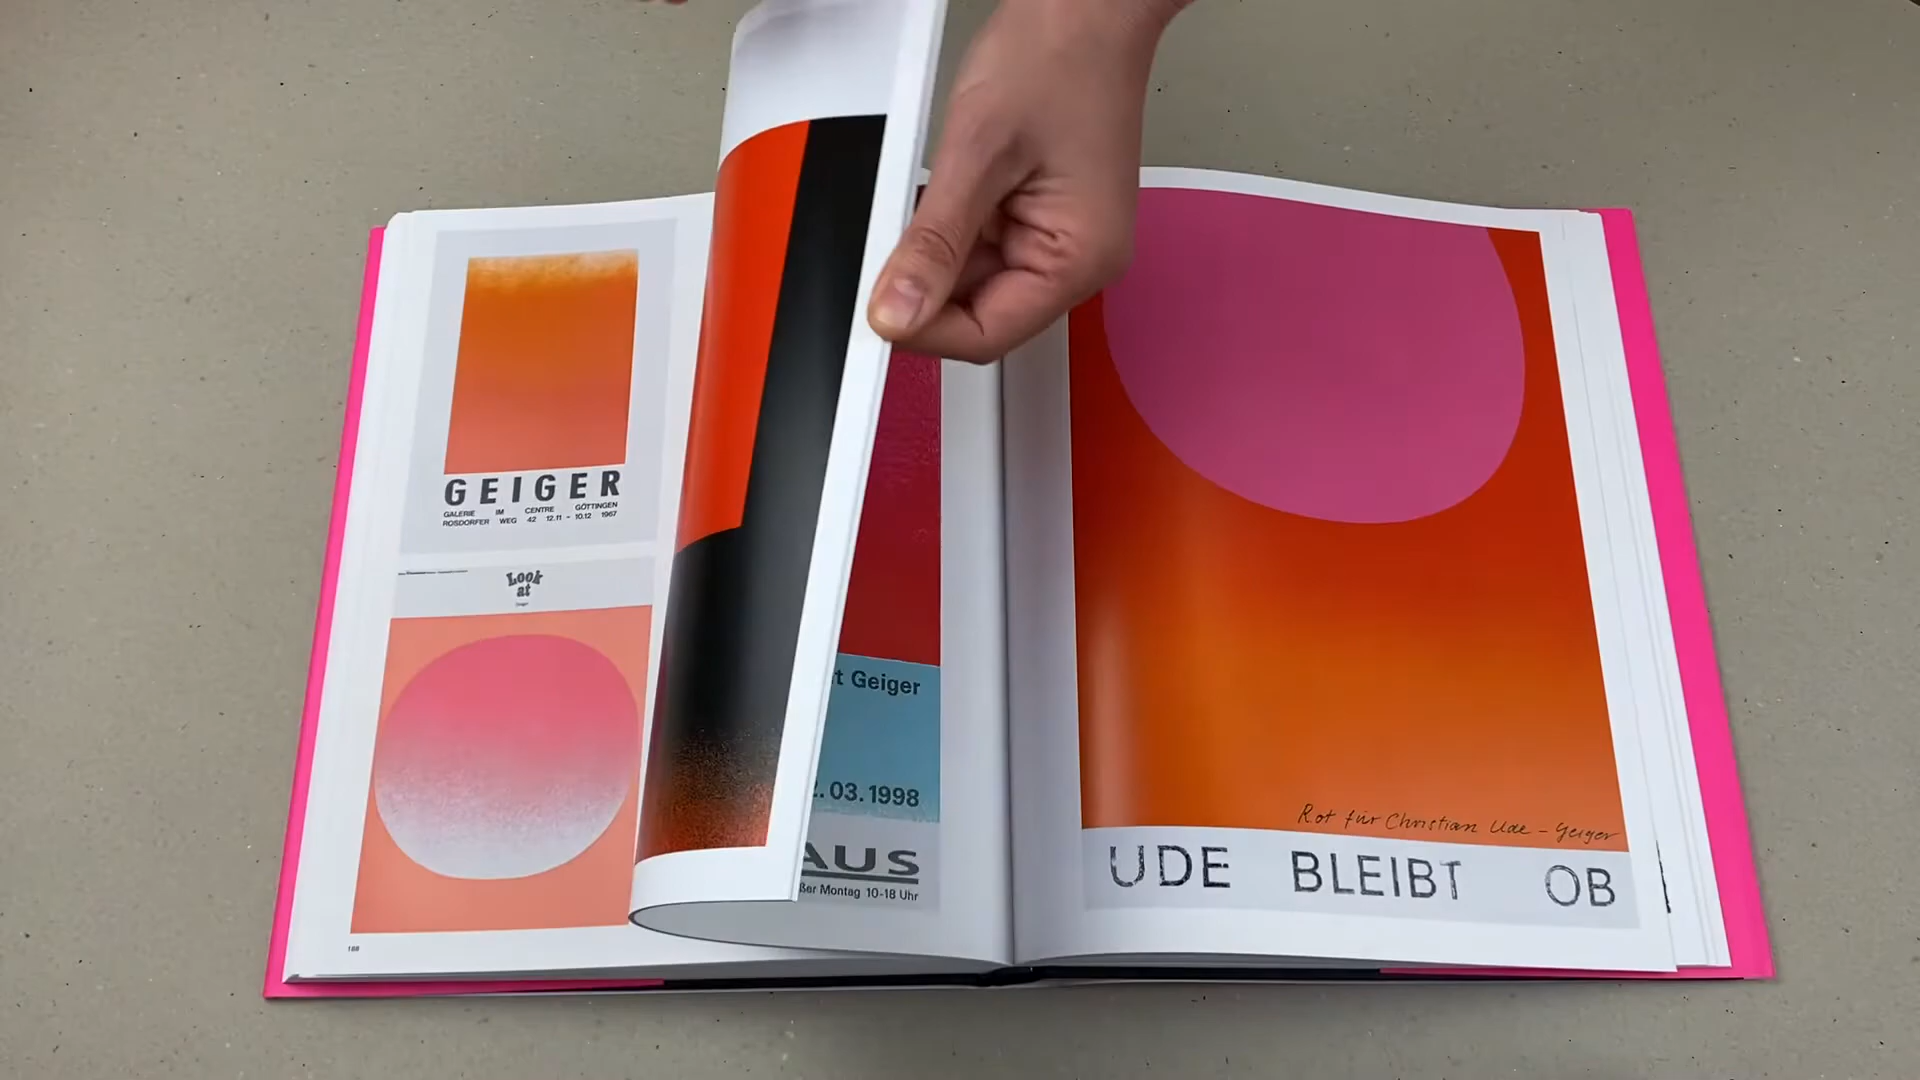 GEIGER
GALERIE IM CENTRE GÖTTINGEN
ROSDORFER WEG 42 12.11 – 10.12 1967
Look
at
188
t Geiger
2.03.1998
AUS
ßer Montag 10-18 Uhr
Rot für Christian Ude – Geiger
UDE BLEIBT OB